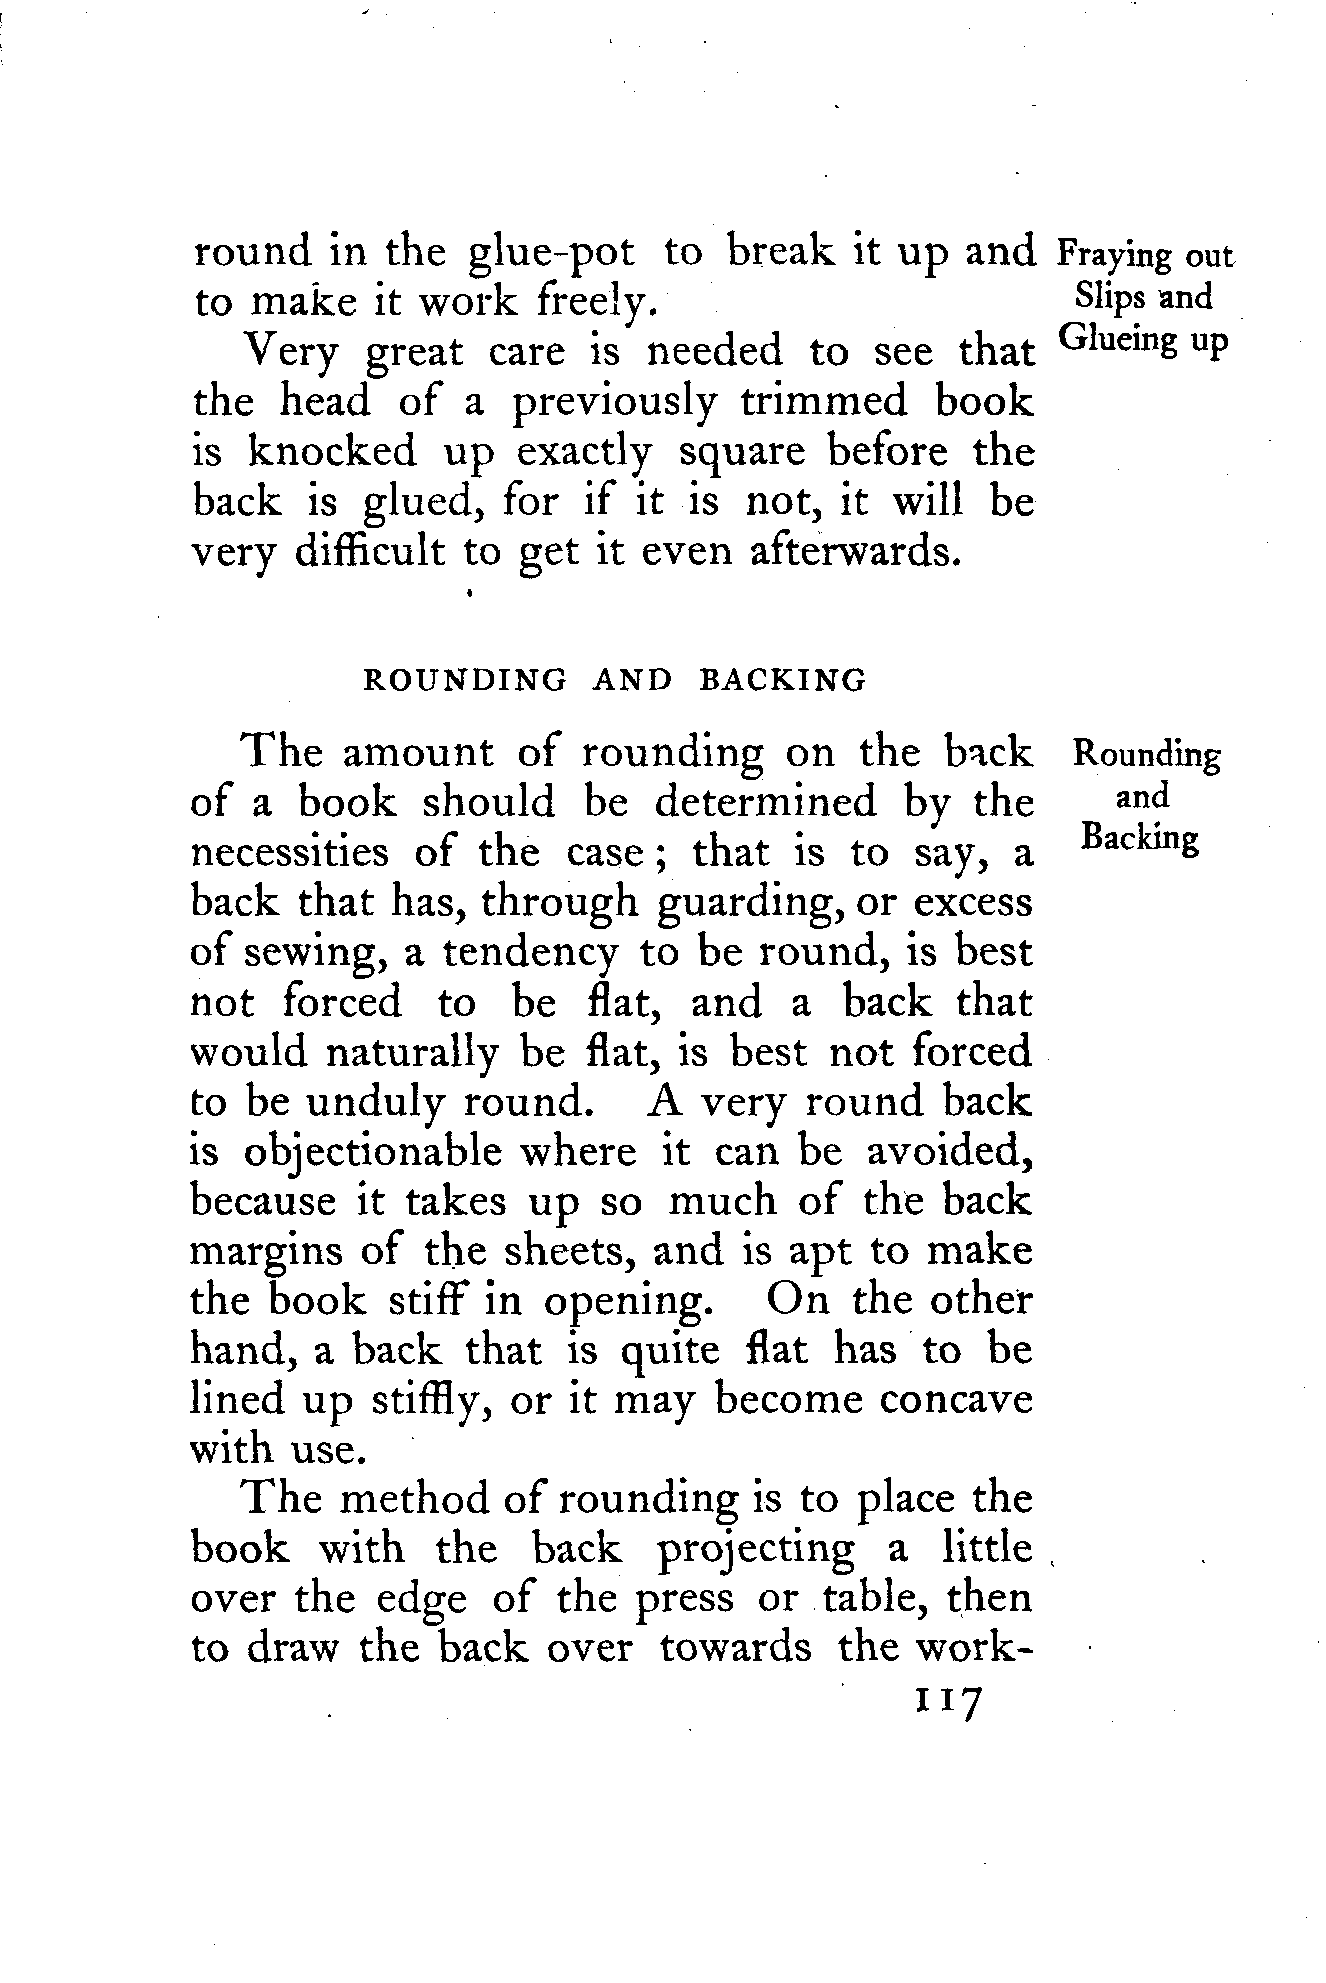 round in the glue-pot to break it up and
to make it work freely.
Fraying out
Slips and
Glueing up
Very great care is needed to see that
the head of a previously trimmed book
is knocked up exactly square before the
back is glued, for if it is not, it will be
very difficult to get it even afterwards.
ROUNDING AND BACKING
Rounding
and
Backing
The amount of rounding on the back
of a book should be determined by the
necessities of the case; that is to say, a
back that has, through guarding, or excess
of sewing, a tendency to be round, is best
not forced to be flat, and a back that
would naturally be flat, is best not forced
to be unduly round. A very round back
is objectionable where it can be avoided,
because it takes up so much of the back
margins of the sheets, and is apt to make
the book stiff in opening. On the other
hand, a back that is quite flat has to be
lined up stiffly, or it may become concave
with use.
The method of rounding is to place the
book with the back projecting a little
over the edge of the press or table, then
to draw the back over towards the work-
117